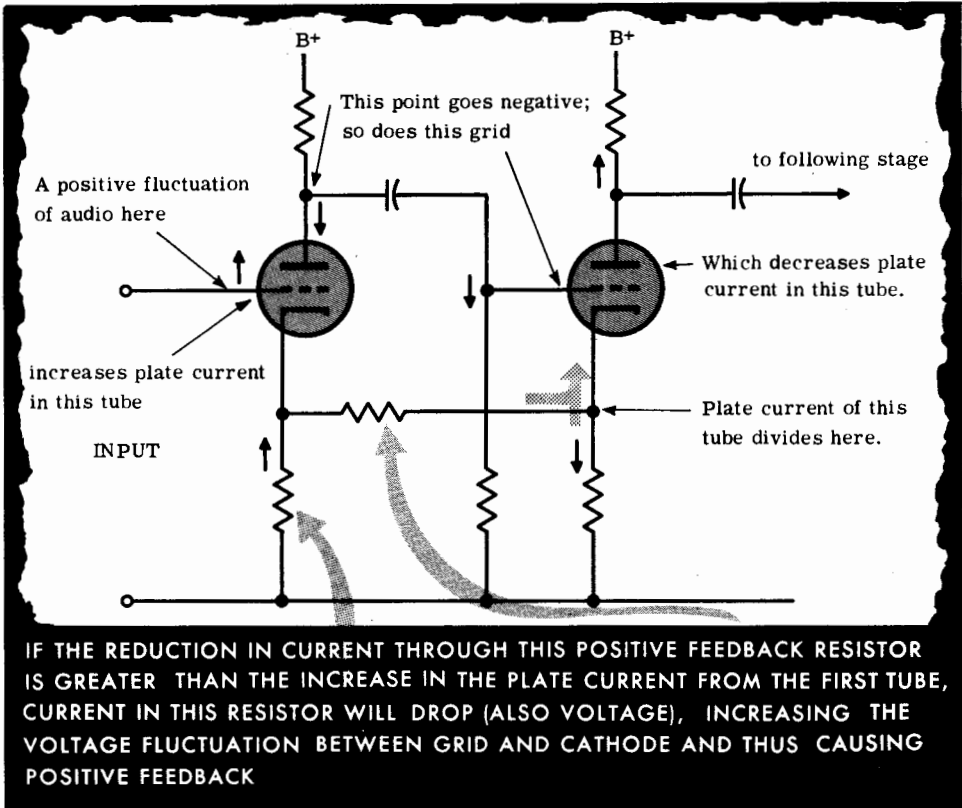 B+
B+
This point goes negative;
so does this grid
to following stage
A positive fluctuation
of audio here
Which decreases plate
current in this tube.
increases plate current
in this tube
Plate current of this
tube divides here.
INPUT
IF THE REDUCTION IN CURRENT THROUGH THIS POSITIVE FEEDBACK RESISTOR
IS GREATER THAN THE INCREASE IN THE PLATE CURRENT FROM THE FIRST TUBE,
CURRENT IN THIS RESISTOR WILL DROP (ALSO VOLTAGE), INCREASING THE
VOLTAGE FLUCTUATION BETWEEN GRID AND CATHODE AND THUS CAUSING
POSITIVE FEEDBACK